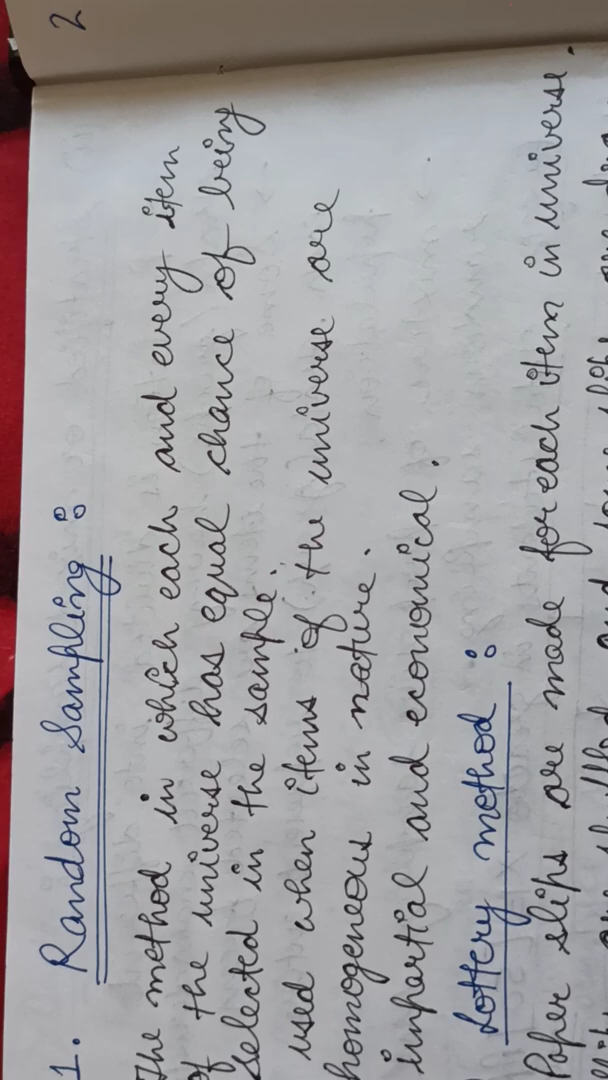 2
1. Random Sampling :
The method in which each and every item
of the universe has equal chance of being
selected in the sample.
used when items of the universe are
homogeneous in nature.
impartial and economical.
Lottery method :
Paper slips are made for each item in universe.